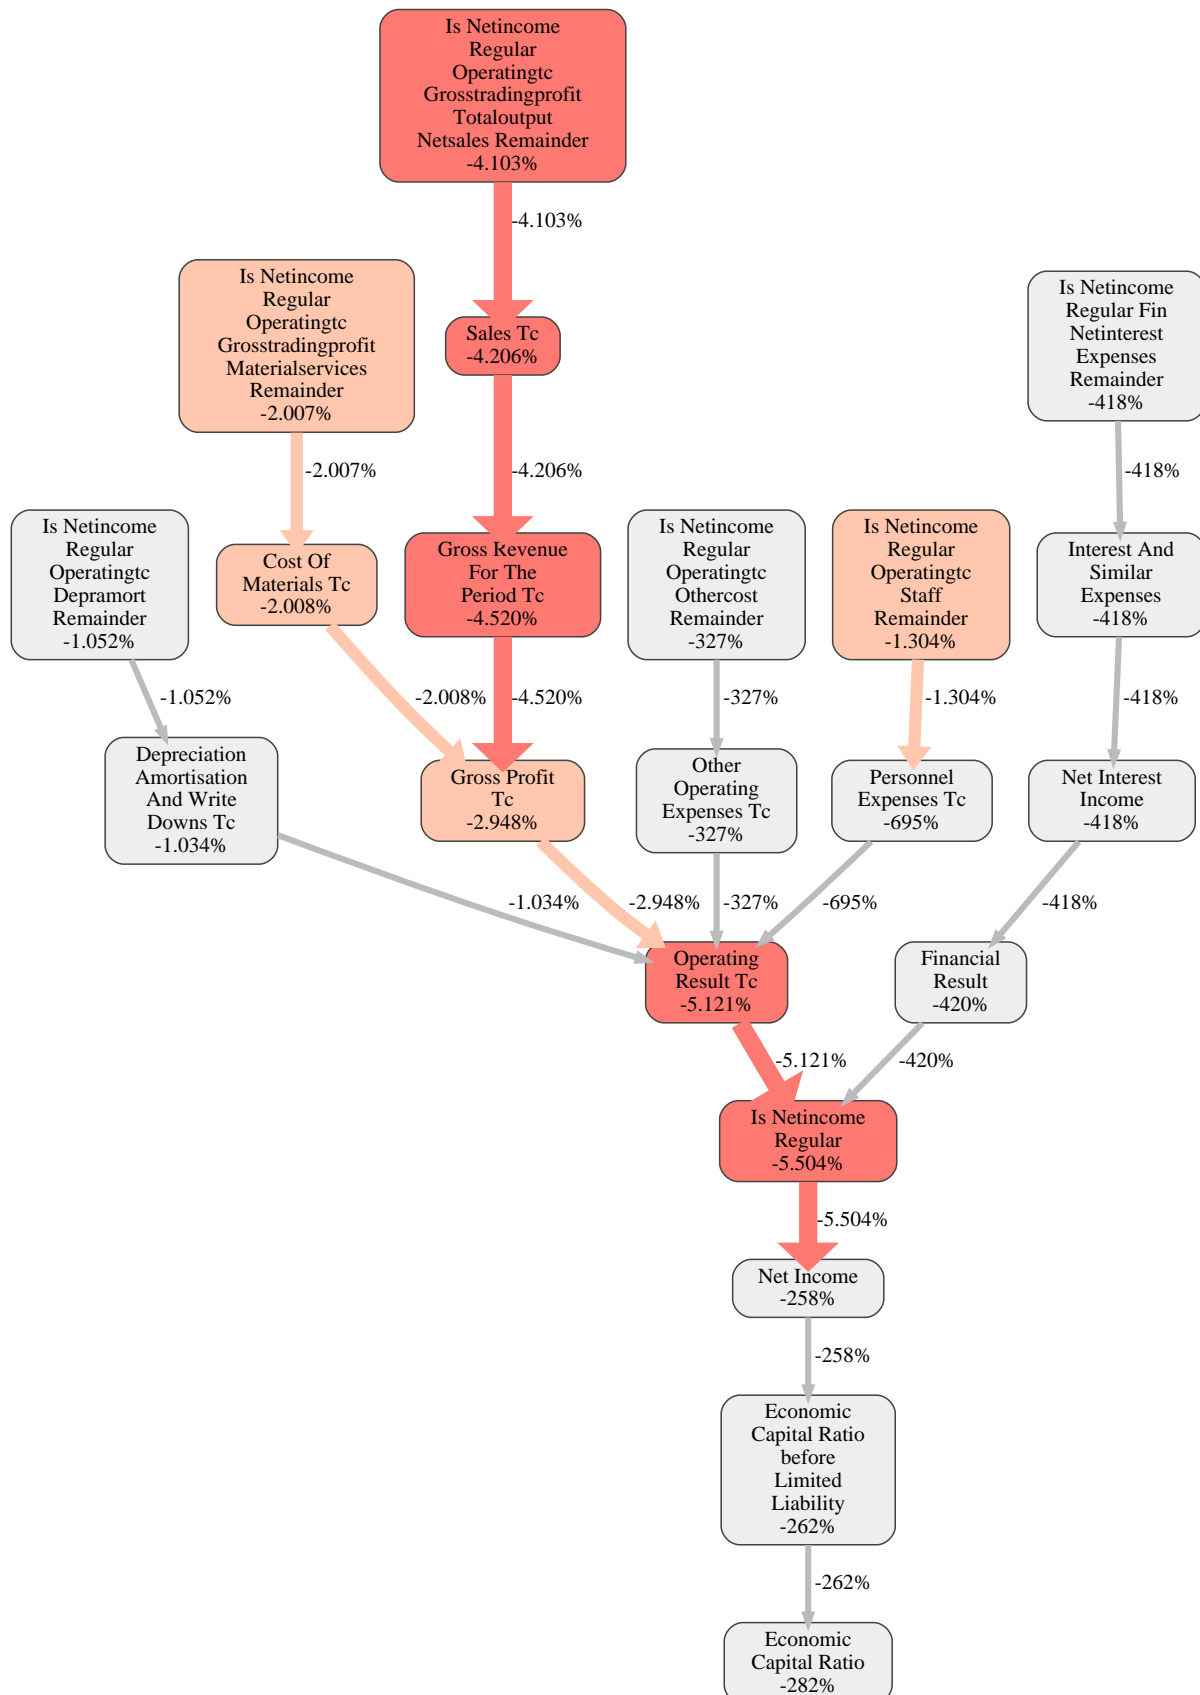 Is Netincome
Regular
Operatingtc
Grosstradingprofit
Totaloutput
Netsales Remainder
-4.103%
-4.103%
Is Netincome
Regular
Operatingtc
Grosstradingprofit
Materialservices
Remainder
-2.007%
Sales Tc
-4.206%
Is Netincome
Regular Fin
Netinterest
Expenses
Remainder
-418%
-2.007%
-4.206%
-418%
Is Netincome
Regular
Operatingtc
Depramort
Remainder
-1.052%
Cost Of
Materials Tc
-2.008%
Gross Revenue
For The
Period Tc
-4.520%
Is Netincome
Regular
Operatingtc
Othercost
Remainder
-327%
Is Netincome
Regular
Operatingtc
Staff
Remainder
-1.304%
Interest And
Similar
Expenses
-418%
-1.052%
-2.008%
-4.520%
-327%
-1.304%
-418%
Depreciation
Amortisation
And Write
Downs Tc
-1.034%
Gross Profit
Tc
-2.948%
Other
Operating
Expenses Tc
-327%
Personnel
Expenses Tc
-695%
Net Interest
Income
-418%
-1.034%
-2.948%
-327%
-695%
-418%
Operating
Result Tc
-5.121%
Financial
Result
-420%
-5.121%
-420%
Is Netincome
Regular
-5.504%
-5.504%
Net Income
-258%
-258%
Economic
Capital Ratio
before
Limited
Liability
-262%
-262%
Economic
Capital Ratio
-282%